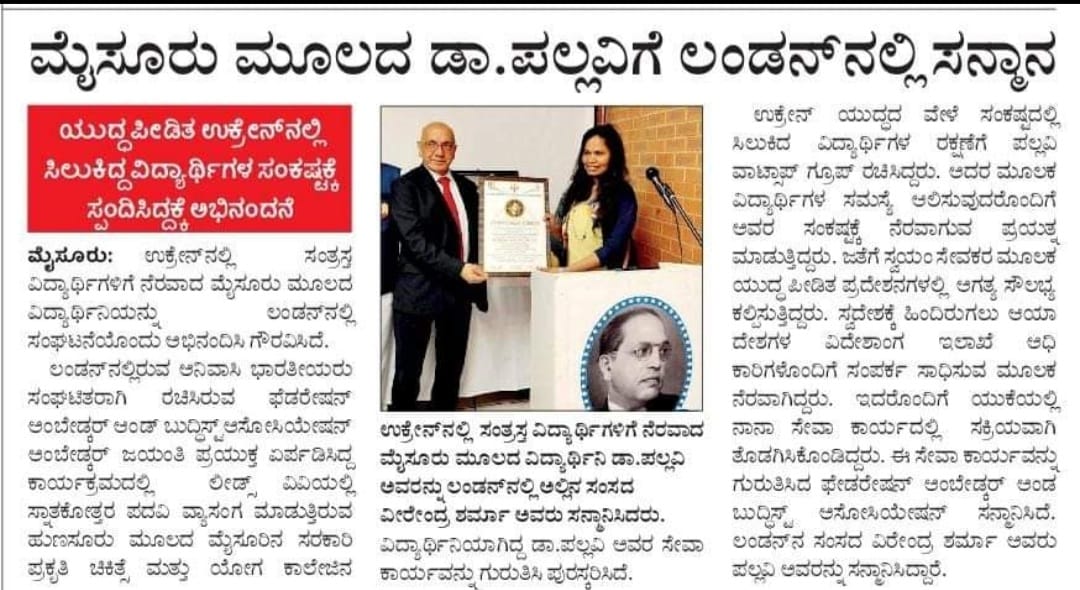 ಮೈಸೂರು ಮೂಲದ ಡಾ.ಪಲ್ಲವಿಗೆ ಲಂಡನ್‌ನಲ್ಲಿ ಸನ್ಮಾನ
ಯುದ್ಧ ಪೀಡಿತ ಉಕ್ರೇನ್‌ನಲ್ಲಿ
ಸಿಲುಕಿದ್ದ ವಿದ್ಯಾರ್ಥಿಗಳ ಸಂಕಷ್ಟಕ್ಕೆ
ಸ್ಪಂದಿಸಿದ್ದಕ್ಕೆ ಅಭಿನಂದನೆ
ಮೈಸೂರು: ಉಕ್ರೇನ್‌ನಲ್ಲಿ ಸಂತ್ರಸ್ತ
ವಿದ್ಯಾರ್ಥಿಗಳಿಗೆ ನೆರವಾದ ಮೈಸೂರು ಮೂಲದ
ವಿದ್ಯಾರ್ಥಿನಿಯನ್ನು ಲಂಡನ್‌ನಲ್ಲಿ
ಸಂಘಟನೆಯೊಂದು ಅಭಿನಂದಿಸಿ ಗೌರವಿಸಿದೆ.
ಲಂಡನ್‌ನಲ್ಲಿರುವ ಅನಿವಾಸಿ ಭಾರತೀಯರು
ಸಂಘಟಿತರಾಗಿ ರಚಿಸಿರುವ ಫೆಡರೇಷನ್
ಅಂಬೇಡ್ಕರ್ ಆಂಡ್ ಬುದ್ಧಿಸ್ಟ್ ಆಸೋಸಿಯೇಷನ್
ಅಂಬೇಡ್ಕರ್ ಜಯಂತಿ ಪ್ರಯುಕ್ತ ಏರ್ಪಡಿಸಿದ್ದ
ಕಾರ್ಯಕ್ರಮದಲ್ಲಿ ಲೀಡ್ಸ್ ವಿವಿಯಲ್ಲಿ
ಸ್ನಾತಕೋತ್ತರ ಪದವಿ ವ್ಯಾಸಂಗ ಮಾಡುತ್ತಿರುವ
ಹುಣಸೂರು ಮೂಲದ ಮೈಸೂರಿನ ಸರಕಾರಿ
ಪ್ರಕೃತಿ ಚಿಕಿತ್ಸೆ ಮತ್ತು ಯೋಗ ಕಾಲೇಜಿನ
ಉಕ್ರೇನ್‌ನಲ್ಲಿ ಸಂತ್ರಸ್ತ ವಿದ್ಯಾರ್ಥಿಗಳಿಗೆ ನೆರವಾದ
ಮೈಸೂರು ಮೂಲದ ವಿದ್ಯಾರ್ಥಿನಿ ಡಾ.ಪಲ್ಲವಿ
ಅವರನ್ನು ಲಂಡನ್‌ನಲ್ಲಿ ಅಲ್ಲಿನ ಸಂಸದ
ವೀರೇಂದ್ರ ಶರ್ಮಾ ಅವರು ಸನ್ಮಾನಿಸಿದರು.
ವಿದ್ಯಾರ್ಥಿನಿಯಾಗಿದ್ದ ಡಾ.ಪಲ್ಲವಿ ಅವರ ಸೇವಾ
ಕಾರ್ಯವನ್ನು ಗುರುತಿಸಿ ಪುರಸ್ಕರಿಸಿದೆ.
ಉಕ್ರೇನ್ ಯುದ್ಧದ ವೇಳೆ ಸಂಕಷ್ಟದಲ್ಲಿ
ಸಿಲುಕಿದ ವಿದ್ಯಾರ್ಥಿಗಳ ರಕ್ಷಣೆಗೆ ಪಲ್ಲವಿ
ವಾಟ್ಸಾಪ್ ಗ್ರೂಪ್ ರಚಿಸಿದ್ದರು. ಅದರ ಮೂಲಕ
ವಿದ್ಯಾರ್ಥಿಗಳ ಸಮಸ್ಯೆ ಆಲಿಸುವುದರೊಂದಿಗೆ
ಅವರ ಸಂಕಷ್ಟಕ್ಕೆ ನೆರವಾಗುವ ಪ್ರಯತ್ನ
ಮಾಡುತ್ತಿದ್ದರು. ಜತೆಗೆ ಸ್ವಯಂ ಸೇವಕರ ಮೂಲಕ
ಯುದ್ಧ ಪೀಡಿತ ಪ್ರದೇಶನಗಳಲ್ಲಿ ಅಗತ್ಯ ಸೌಲಭ್ಯ
ಕಲ್ಪಿಸುತ್ತಿದ್ದರು. ಸ್ವದೇಶಕ್ಕೆ ಹಿಂದಿರುಗಲು ಆಯಾ
ದೇಶಗಳ ವಿದೇಶಾಂಗ ಇಲಾಖೆ ಅಧಿ
ಕಾರಿಗಳೊಂದಿಗೆ ಸಂಪರ್ಕ ಸಾಧಿಸುವ ಮೂಲಕ
ನೆರವಾಗಿದ್ದರು. ಇದರೊಂದಿಗೆ ಯುಕೆಯಲ್ಲಿ
ನಾನಾ ಸೇವಾ ಕಾರ್ಯದಲ್ಲಿ ಸಕ್ರಿಯವಾಗಿ
ತೊಡಗಿಸಿಕೊಂಡಿದ್ದರು. ಈ ಸೇವಾ ಕಾರ್ಯವನ್ನು
ಗುರುತಿಸಿದ ಫೇಡರೇಷನ್ ಆಂಬೇಡ್ಕರ್ ಆಂಡ
ಬುದ್ಧಿಸ್ಟ್ ಆಸೋಸಿಯೇಷನ್ ಸನ್ಮಾನಿಸಿದೆ.
ಲಂಡನ್‌ನ ಸಂಸದ ವಿರೇಂದ್ರ ಶರ್ಮಾ ಅವರು
ಪಲ್ಲವಿ ಅವರನ್ನು ಸನ್ಮಾನಿಸಿದ್ದಾರೆ.